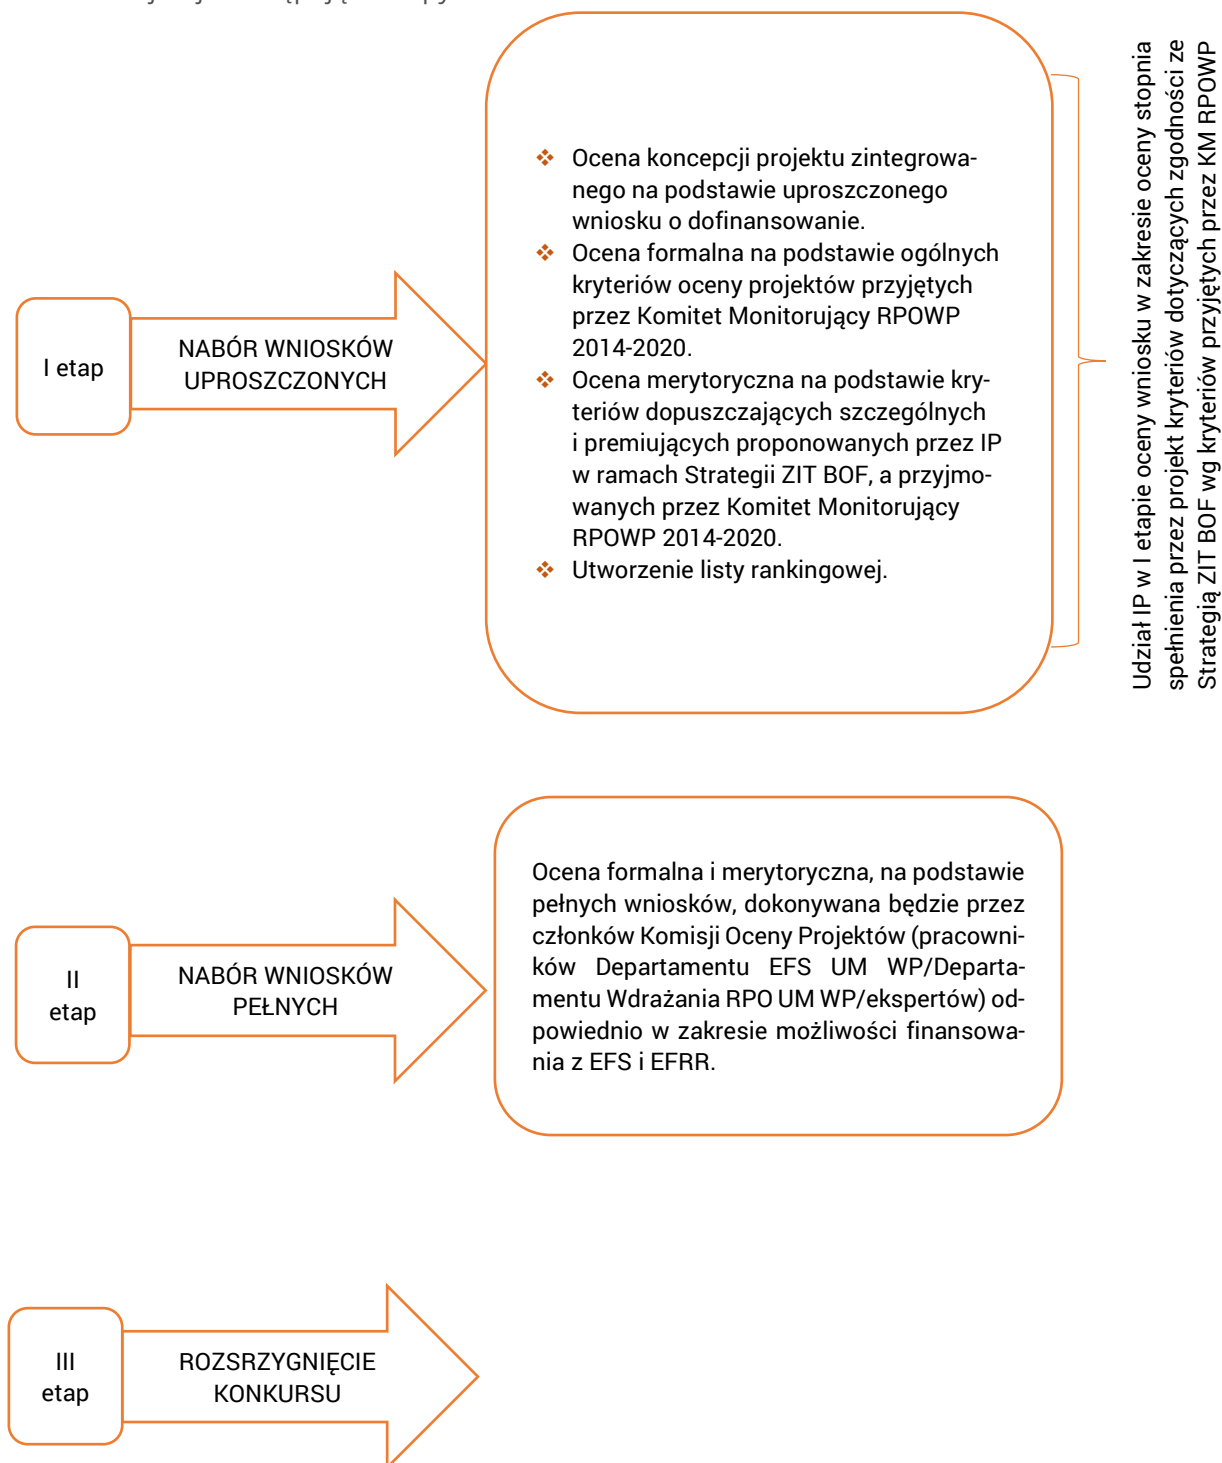 I etap
NABÓR WNIOSKÓW
UPROSZCZONYCH
❖ Ocena koncepcji projektu zintegrowa-
nego na podstawie uproszczonego
wniosku o dofinansowanie.
❖ Ocena formalna na podstawie ogólnych
kryteriów oceny projektów przyjętych
przez Komitet Monitorujący RPOWP
2014-2020.
❖ Ocena merytoryczna na podstawie kry-
teriów dopuszczających szczególnych
i premiujących proponowanych przez IP
w ramach Strategii ZIT BOF, a przyjmo-
wanych przez Komitet Monitorujący
RPOWP 2014-2020.
❖ Utworzenie listy rankingowej.
Udział IP w I etapie oceny wniosku w zakresie oceny stopnia
spełnienia przez projekt kryteriów dotyczących zgodności ze
Strategią ZIT BOF wg kryteriów przyjętych przez KM RPOWP
II
etap
NABÓR WNIOSKÓW
PEŁNYCH
Ocena formalna i merytoryczna, na podstawie
pełnych wniosków, dokonywana będzie przez
członków Komisji Oceny Projektów (pracowni-
ków Departamentu EFS UM WP/Departa-
mentu Wdrażania RPO UM WP/ekspertów) od-
powiednio w zakresie możliwości finansowa-
nia z EFS i EFRR.
III
etap
ROZSRZYGNIĘCIE
KONKURSU